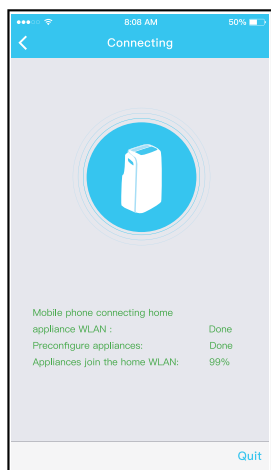 8:08 AM 50%
Connecting
Mobile phone connecting home
appliance WLAN : Done
Preconfigure appliances: Done
Appliances join the home WLAN: 99%
Quit